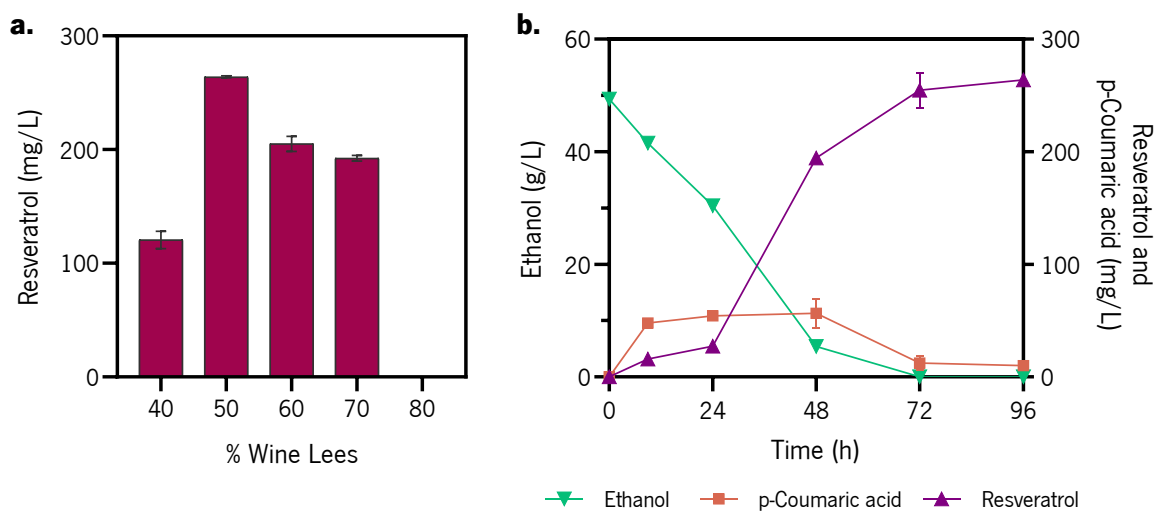 a.
Resveratrol (mg/L)
300
200
100
0
40 50 60 70 80
% Wine Lees
b.
Ethanol (g/L)
60
40
20
0
300
200
100
0
Resveratrol and
p-Coumaric acid (mg/L)
0 24 48 72 96
Time (h)
Ethanol p-Coumaric acid Resveratrol